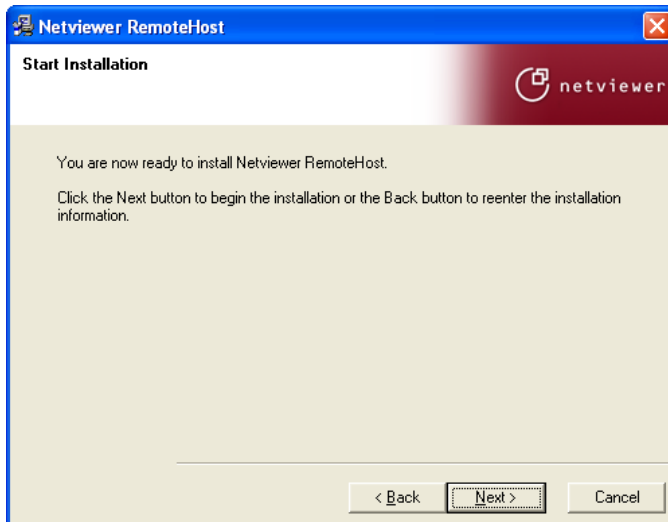 Netviewer RemoteHost
Start Installation
netviewer
You are now ready to install Netviewer RemoteHost.
Click the Next button to begin the installation or the Back button to reenter the installation
information.
< Back
Next >
Cancel